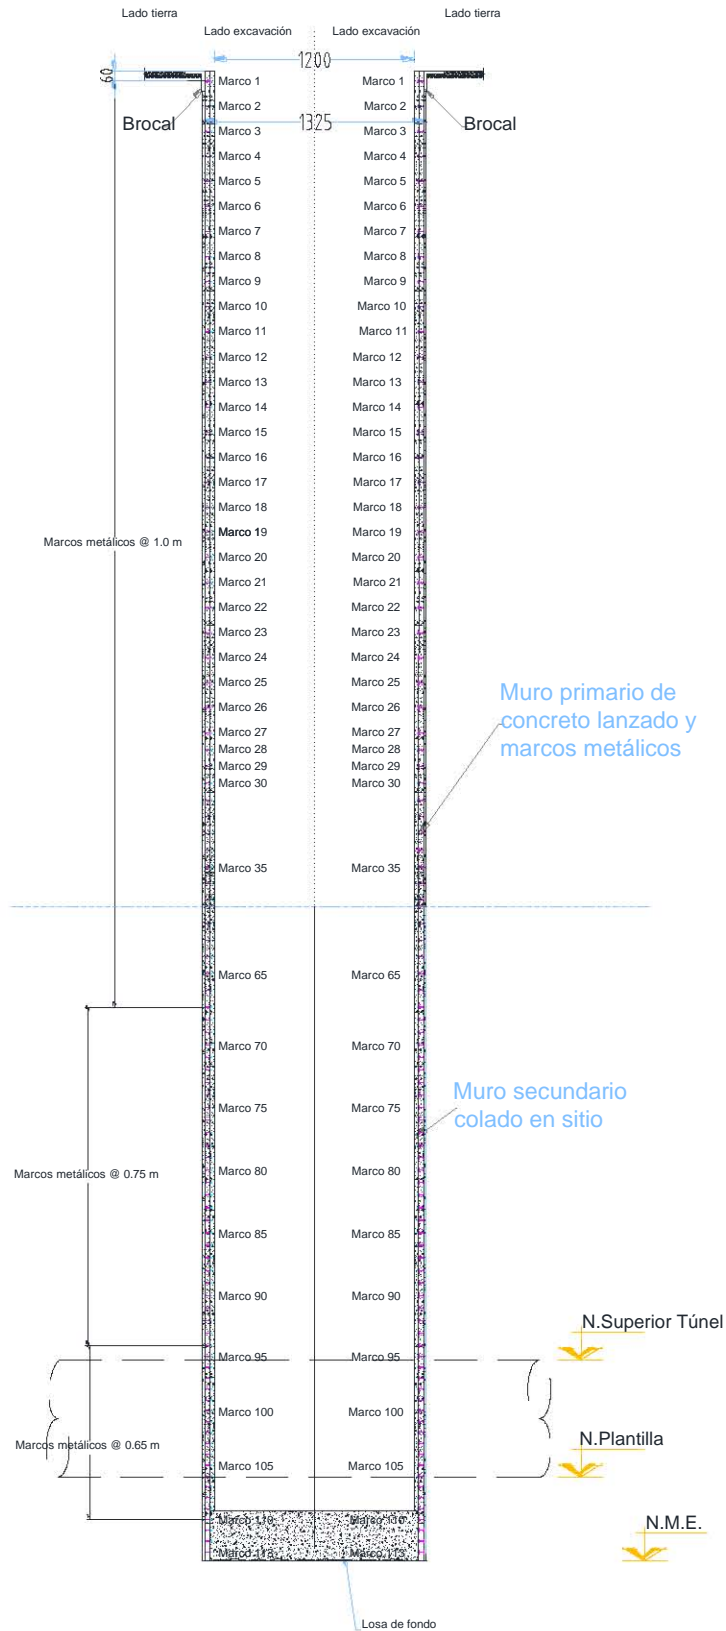 Lado tierra
Lado tierra
Lado excavación
Lado excavación
1200
60
Marco 1
Marco 1
Marco 2
Marco 2
Brocal
Brocal
1325
Marco 3
Marco 3
Marco 4
Marco 4
Marco 5
Marco 5
Marco 6
Marco 6
Marco 7
Marco 7
Marco 8
Marco 8
Marco 9
Marco 9
Marco 10
Marco 10
Marco 11
Marco 11
Marco 12
Marco 12
Marco 13
Marco 13
Marco 14
Marco 14
Marco 15
Marco 15
Marco 16
Marco 16
Marco 17
Marco 17
Marco 18
Marco 18
Marco 19
Marco 19
Marcos metálicos @ 1.0 m
Marco 20
Marco 20
Marco 21
Marco 21
Marco 22
Marco 22
Marco 23
Marco 23
Marco 24
Marco 24
Marco 25
Marco 25
Marco 26
Marco 26
Muro primario de
concreto lanzado y
marcos metálicos
Marco 27
Marco 27
Marco 28
Marco 28
Marco 29
Marco 29
Marco 30
Marco 30
Marco 35
Marco 35
Marco 65
Marco 65
Marco 70
Marco 70
Muro secundario
colado en sitio
Marco 75
Marco 75
Marcos metálicos @ 0.75 m
Marco 80
Marco 80
Marco 85
Marco 85
Marco 90
Marco 90
N.Superior Túnel
Marco 95
Marco 95
Marco 100
Marco 100
N.Plantilla
Marcos metálicos @ 0.65 m
Marco 105
Marco 105
Marco 110
Marco 110
N.M.E.
Marco 113
Marco 113
Losa de fondo